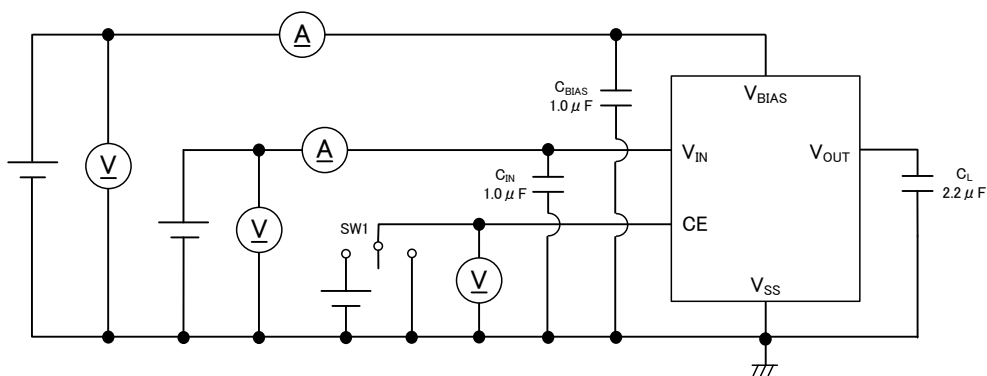 A
C_BIAS
1.0 μ F
V_BIAS
V
A
V_IN
V_OUT
C_IN
1.0 μ F
C_L
2.2 μ F
V
SW1
CE
V
V_SS